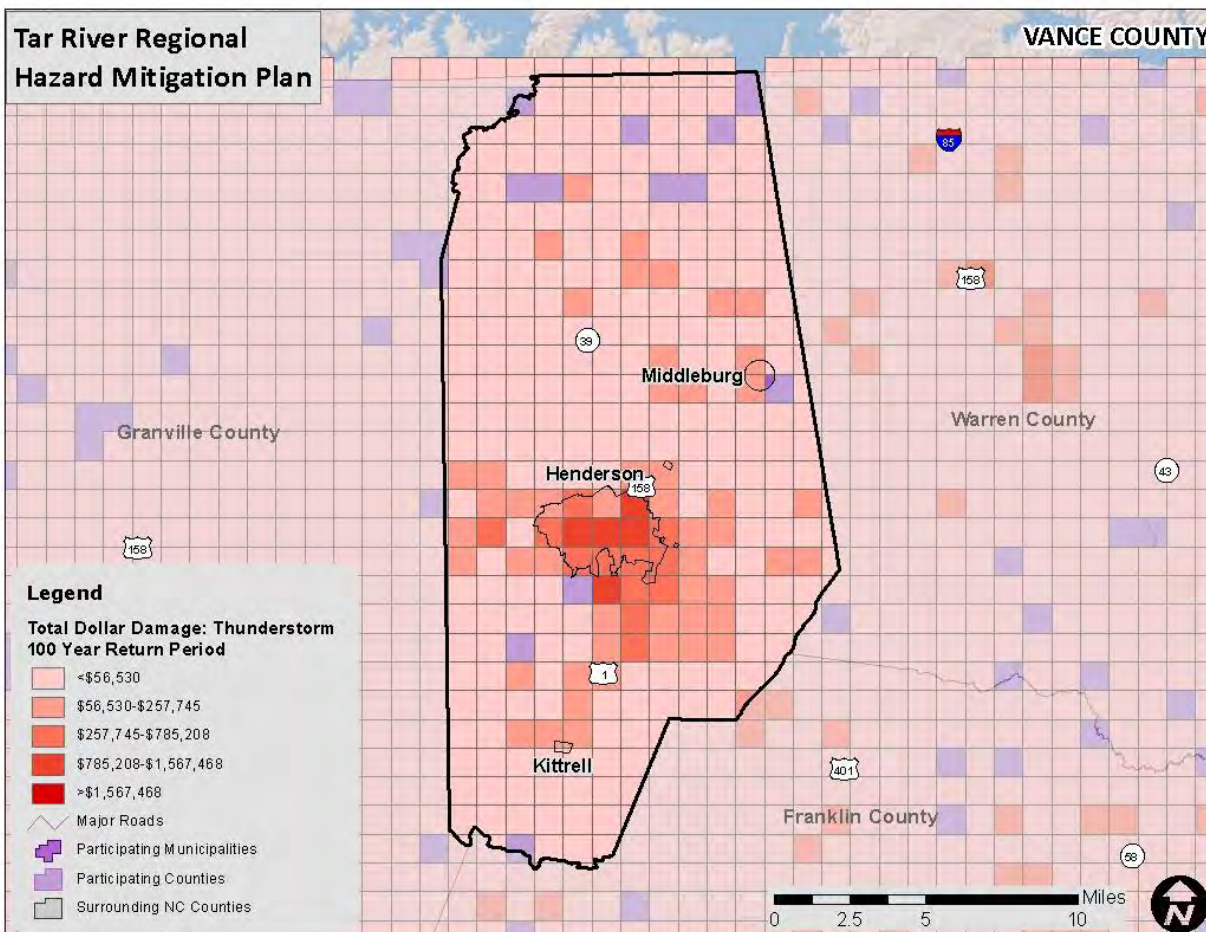 Tar River Regional
Hazard Mitigation Plan
VANCE COUNTY
85
158
39
Middleburg
Granville County
Warren County
43
Henderson
158
158
Legend
Total Dollar Damage: Thunderstorm
100 Year Return Period
<$56,530
$56,530-$257,745
$257,745-$785,208
$785,208-$1,567,468
>$1,567,468
Major Roads
Participating Municipalities
Participating Counties
Surrounding NC Counties
1
Kittrell
401
Franklin County
58
Miles
0 2.5 5 10
N